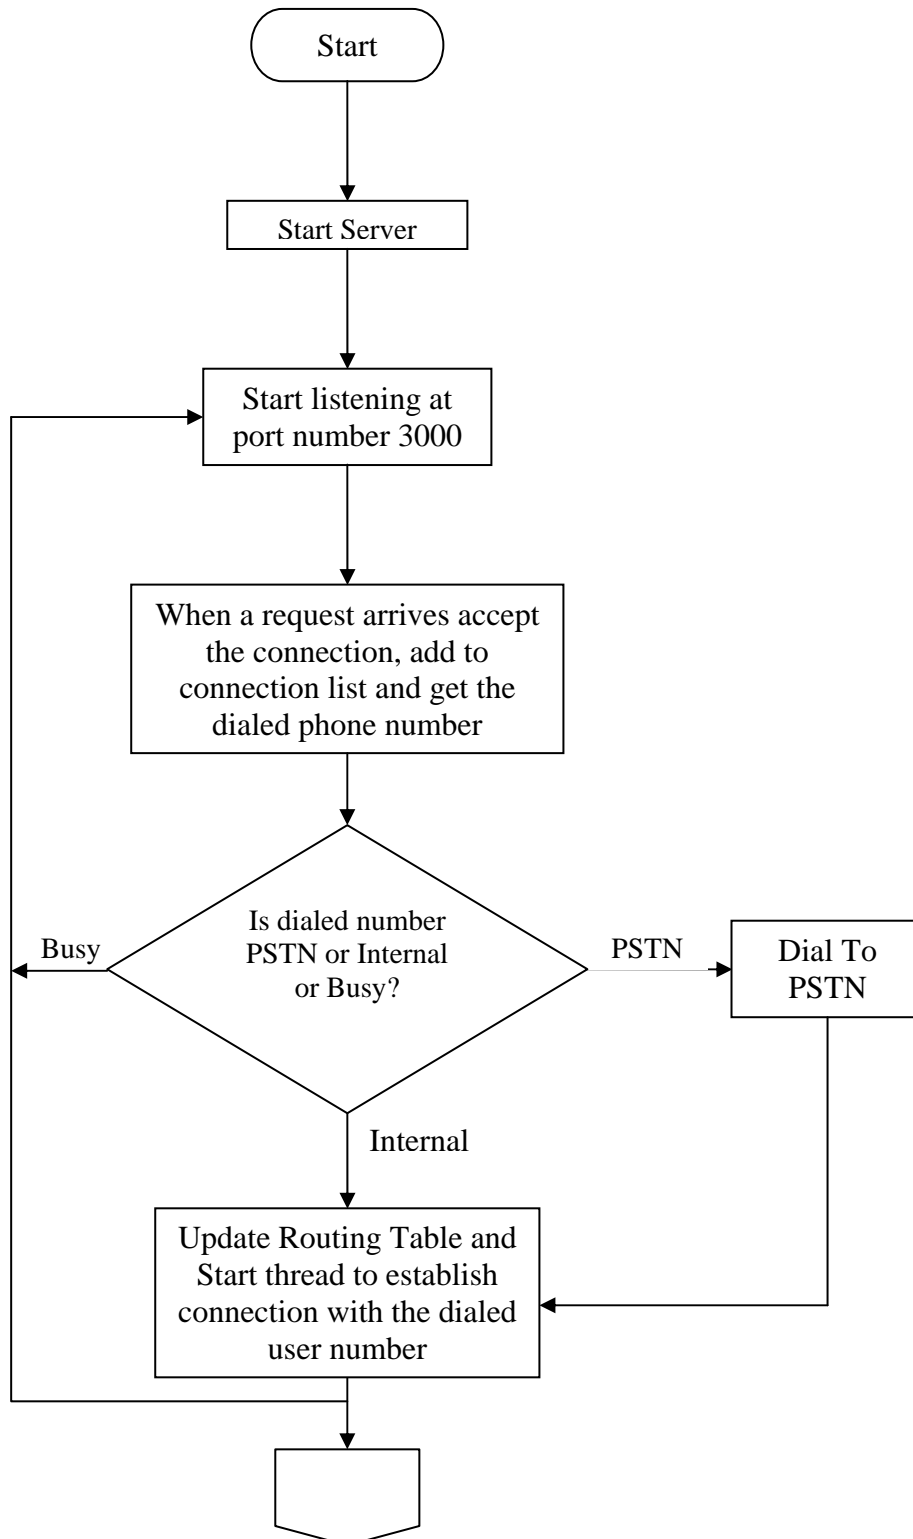 Start
Start Server
Start listening at
port number 3000
When a request arrives accept
the connection, add to
connection list and get the
dialed phone number
Is dialed number
PSTN or Internal
or Busy?
Busy
PSTN
Dial To
PSTN
Internal
Update Routing Table and
Start thread to establish
connection with the dialed
user number